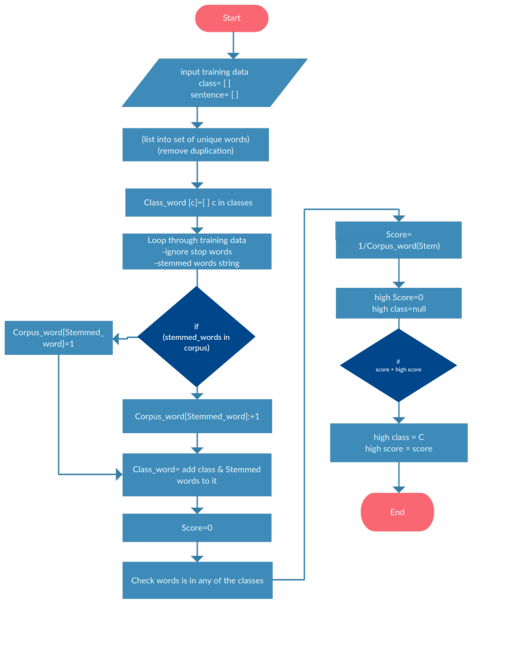 Start
input training data
class= [ ]
sentence= [ ]
(list into set of unique words)
(remove duplication)
Class_word [c]=[ ] c in classes
Loop through training data
-ignore stop words
-stemmed words string
if
(stemmed_words in
corpus)
Corpus_word[Stemmed_
word]=1
Corpus_word[Stemmed_word]:+1
Class_word= add class & Stemmed
words to it
Score=0
Check words is in any of the classes
Score=
1/Corpus_word(Stem)
high Score=0
high class=null
if
score > high score
high class = C
high score = score
End